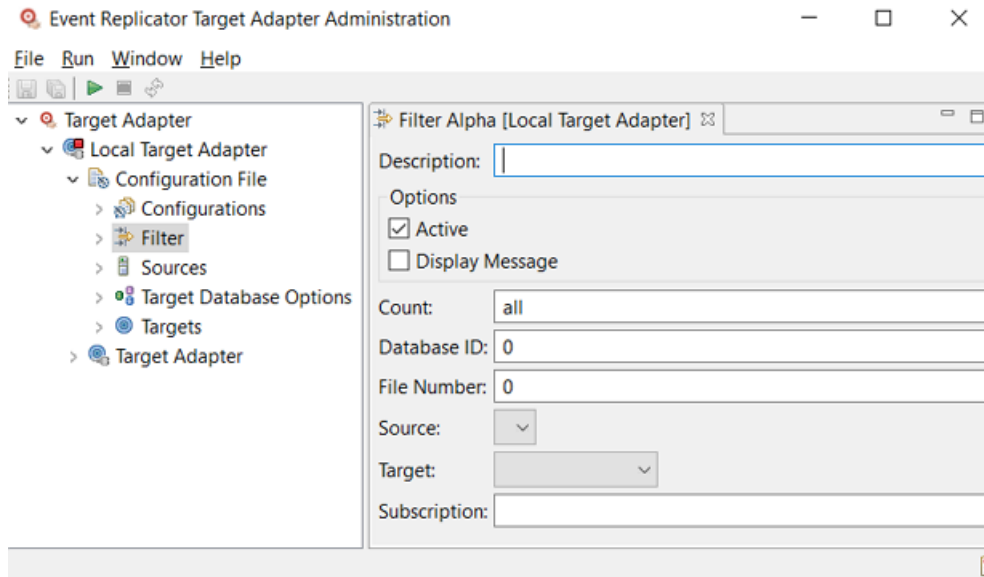 Event Replicator Target Adapter Administration
File Run Window Help
Target Adapter
Local Target Adapter
Configuration File
Configurations
Filter
Sources
Target Database Options
Targets
Target Adapter
Filter Alpha [Local Target Adapter]
Description:
Options
Active
Display Message
Count: all
Database ID: 0
File Number: 0
Source:
Target:
Subscription: